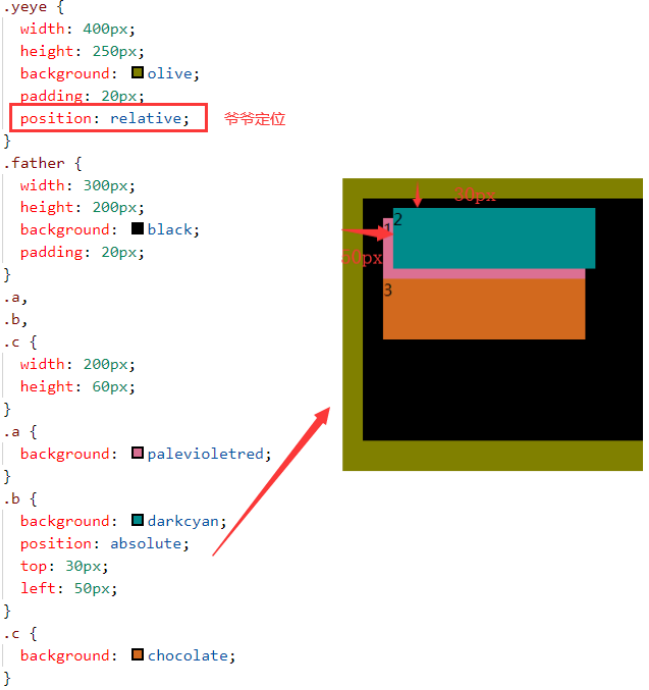 .yeye {
width: 400px;
height: 250px;
background: olive;
padding: 20px;
position: relative;
爷爷定位
}
.father {
width: 300px;
height: 200px;
background: black;
padding: 20px;
}
.a,
.b,
.c {
width: 200px;
height: 60px;
}
.a {
background: palevioletred;
}
.b {
background: darkcyan;
position: absolute;
top: 30px;
left: 50px;
}
.c {
background: chocolate;
}
30px
2
1
50px
3